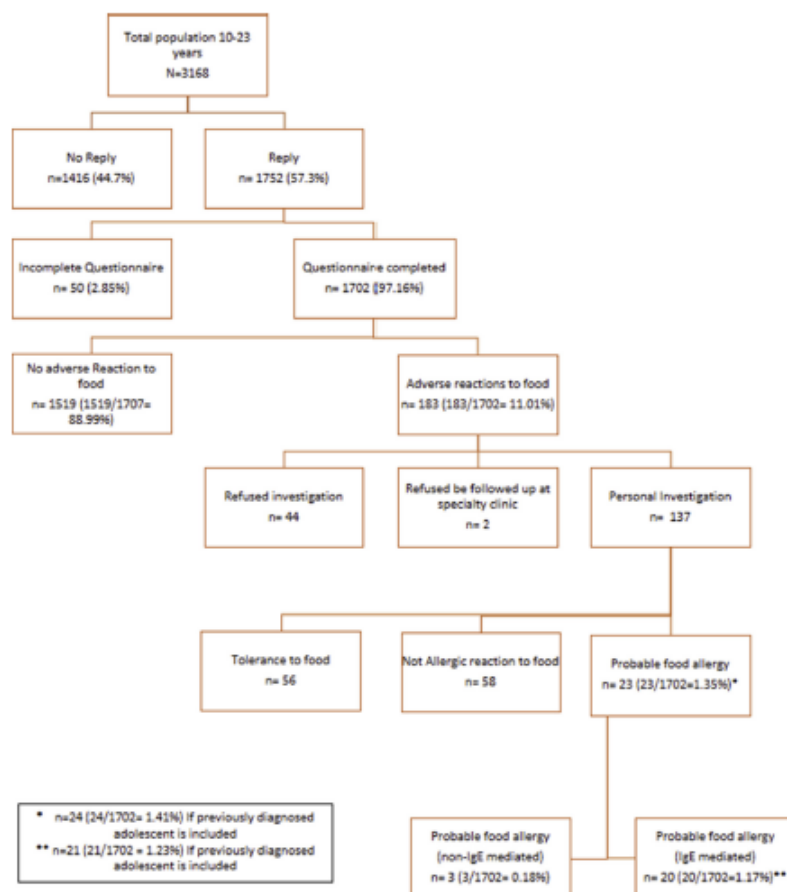 Total population 10-23
years
N=3168
No Reply
n=1416 (44.7%)
Reply
n= 1752 (57.3%)
Incomplete Questionnaire
n= 50 (2.85%)
Questionnaire completed
n= 1702 (97.16%)
No adverse Reaction to
food
n= 1519 (1519/1707=
88.99%)
Adverse reactions to food
n= 183 (183/1702= 11.01%)
Refused investigation
n= 44
Refused be followed up at
specialty clinic
n= 2
Personal Investigation
n= 137
Tolerance to food
n= 56
Not Allergic reaction to food
n= 58
Probable food allergy
n= 23 (23/1702=1.35%)*
* n=24 (24/1702= 1.41%) If previously diagnosed
adolescent is included
** n=21 (21/1702 = 1.23%) If previously diagnosed
adolescent is included
Probable food allergy
(non-IgE mediated)
n= 3 (3/1702= 0.18%)
Probable food allergy
(IgE mediated)
n= 20 (20/1702=1.17%)**